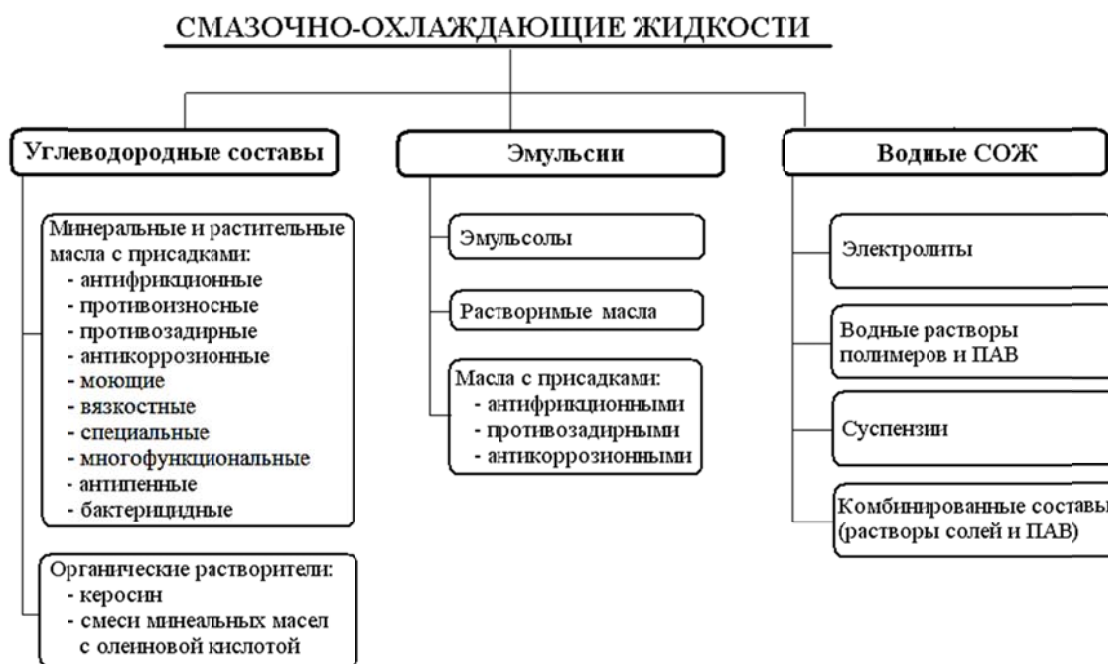 СМАЗОЧНО-ОХЛАЖДАЮЩИЕ ЖИДКОСТИ
Углеводородные составы
Минеральные и растительные
масла с присадками:
- антифрикционные
- противоизносные
- противозадирные
- антикоррозионные
- моющие
- вязкостные
- специальные
- многофункциональные
- антипенные
- бактерицидные
Органические растворители:
- керосин
- смеси минеальных масел
с олеиновой кислотой
Эмульсии
Эмульсолы
Растворимые масла
Масла с присадками:
- антифрикционными
- противозадирными
- антикоррозионными
Водные СОЖ
Электролиты
Водные растворы
полимеров и ПАВ
Суспензии
Комбинированные составы
(растворы солей и ПАВ)